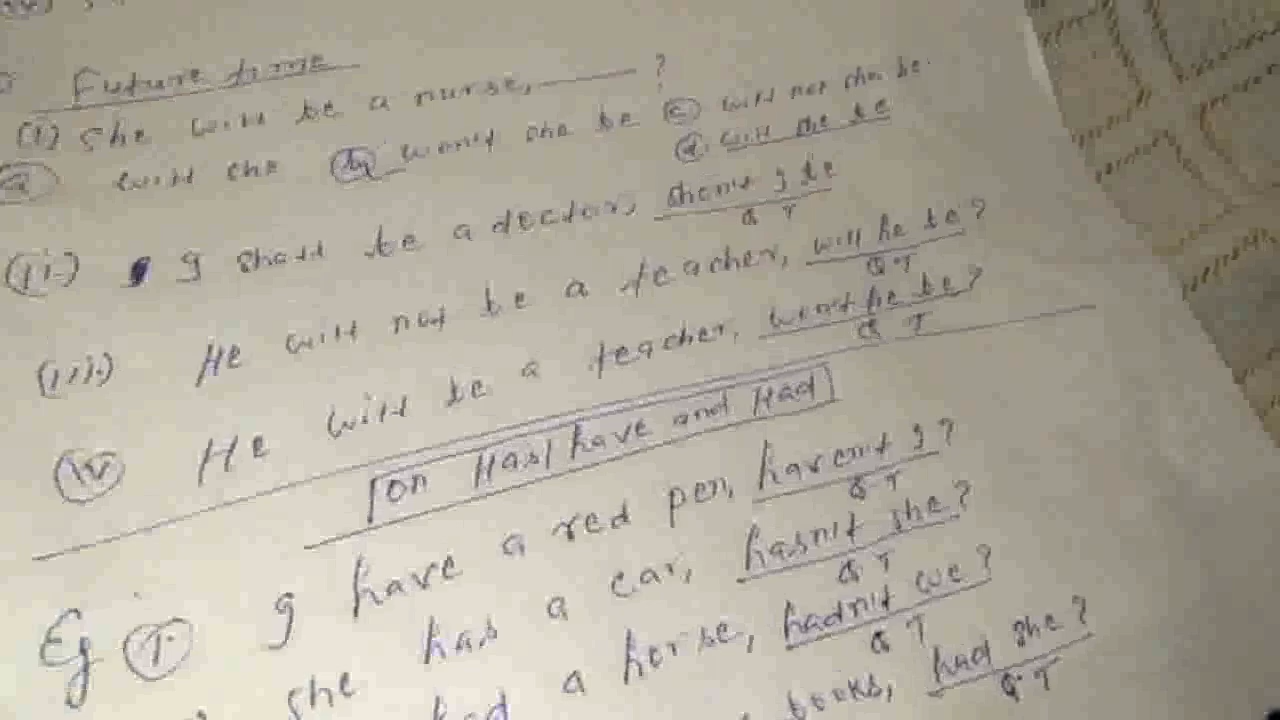 Future time
(i) She will be a nurse, ______ ?
(a) will she (b) won't she be (c) will not she be.
(d) will she be
(ii) I shall be a doctor, shan't I be
Q T
(iii) He will not be a teacher, will he be?
Q.T
(iv) He will be a teacher, won't he be?
Q T
on Has/have and Had
Eg (1) I have a red pen, haven't I?
Q T
she has a car, hasn't she?
Q T
had a horse, hadn't we?
Q T
books, had she?
Q.T